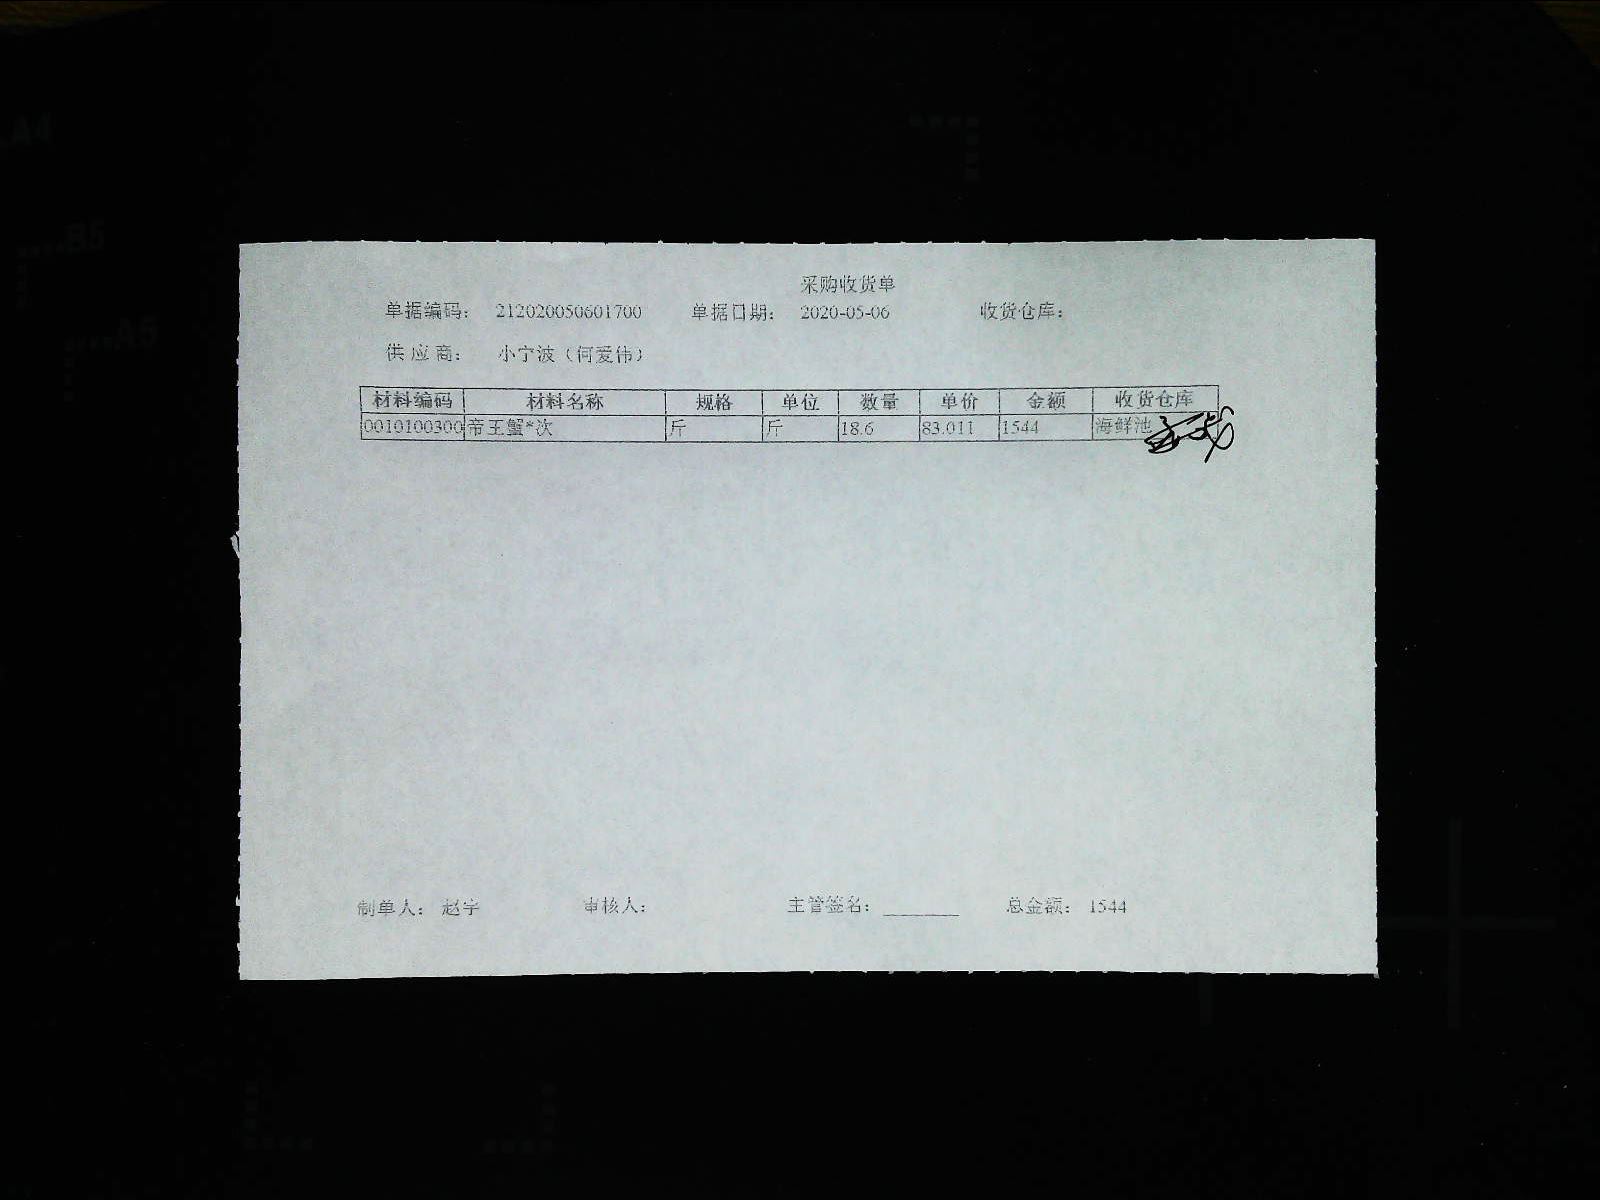 A4
B5
A5
采购收货单
单据编码： 212020050601700 单据日期： 2020-05-06 收货仓库：
供应商： 小宁波（何爱伟）
材料编码 材料名称 规格 单位 数量 单价 金额 收货仓库
0010100300 帝王蟹*次 斤 斤 18.6 83.011 1544 海鲜池
制单人： 赵宇 审核人： 主管签名： ________ 总金额： 1544